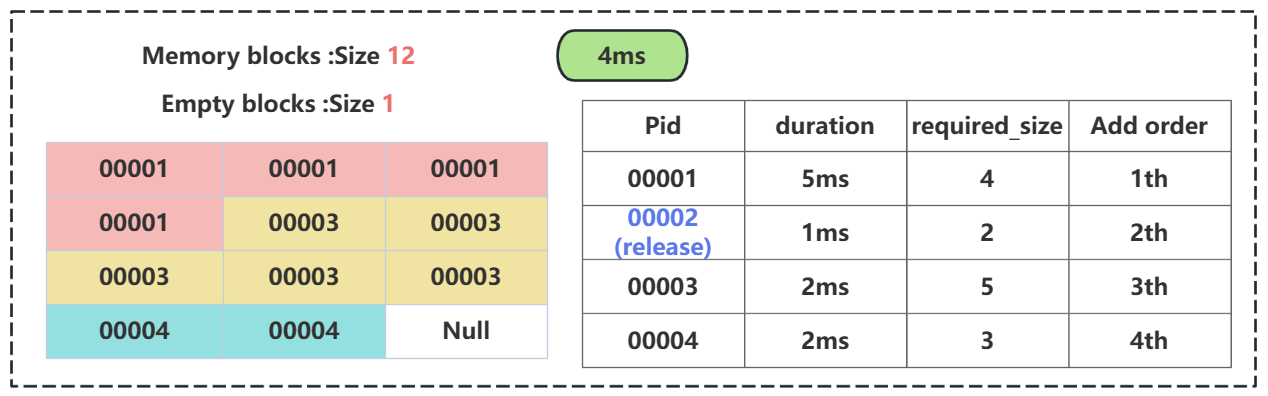 Memory blocks :Size 12
4ms
Empty blocks :Size 1
00001 00001 00001
00001 00003 00003
00003 00003 00003
00004 00004 Null
Pid duration required_size Add order
00001 5ms 4 1th
00002
(release) 1ms 2 2th
00003 2ms 5 3th
00004 2ms 3 4th